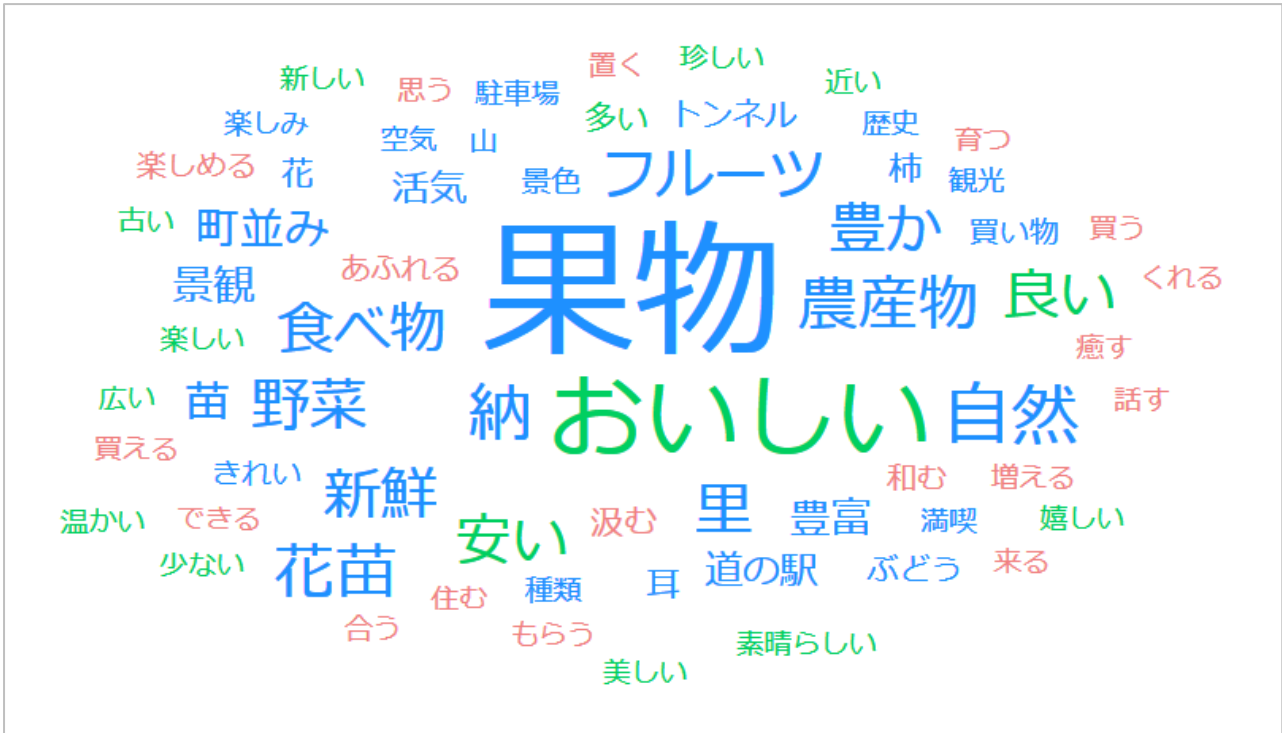 置く 珍しい
新しい 思う 駐車場 近い
楽しみ 多い トンネル 歴史
空気 山 育つ
楽しめる 花 活気 景色 フルーツ 柿 観光
古い 町並み 豊か 買い物 買う
景観 あふれる 果物 農産物 良い くれる
楽しい 食べ物 癒す
広い 苗 野菜 納 おいしい 自然 話す
買える きれい 新鮮 和む 増える
温かい できる 汲む 里 豊富 満喫 嬉しい
少ない 花苗 安い 道の駅 ぶどう 来る
住む 種類 耳
合う もらう 素晴らしい
美しい